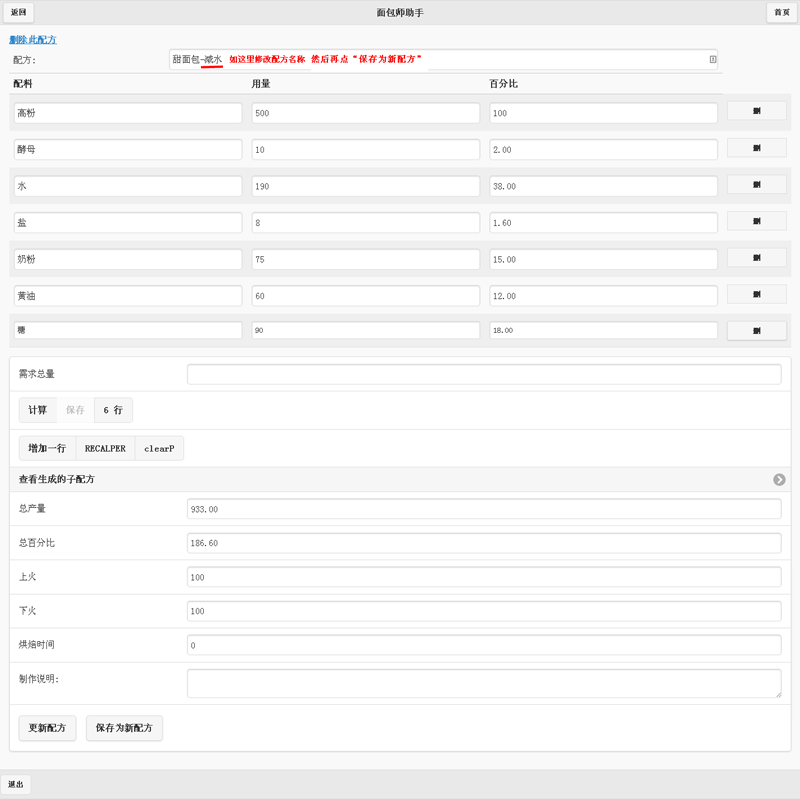 返回 面包师助手 首页
删除此配方
配方: 甜面包-减水 如这里修改配方名称 然后再点“保存为新配方”
配料 用量 百分比
高粉 500 100 删
酵母 10 2.00 删
水 190 38.00 删
盐 8 1.60 删
奶粉 75 15.00 删
黄油 60 12.00 删
糖 90 18.00 删
需求总量
计算 保存 6 行
增加一行 RECALPER clearP
查看生成的子配方
总产量 933.00
总百分比 186.60
上火 100
下火 100
烘焙时间 0
制作说明:
更新配方 保存为新配方
退出